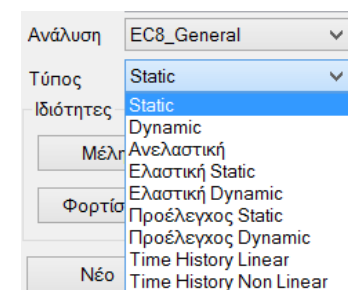 Ανάλυση EC8_General
Τύπος Static
Ιδιότητες Static
Dynamic
Ανελαστική
Ελαστική Static
Φορτίσ Ελαστική Dynamic
Προέλεγχος Static
Προέλεγχος Dynamic
Time History Linear
Νέο Time History Non Linear